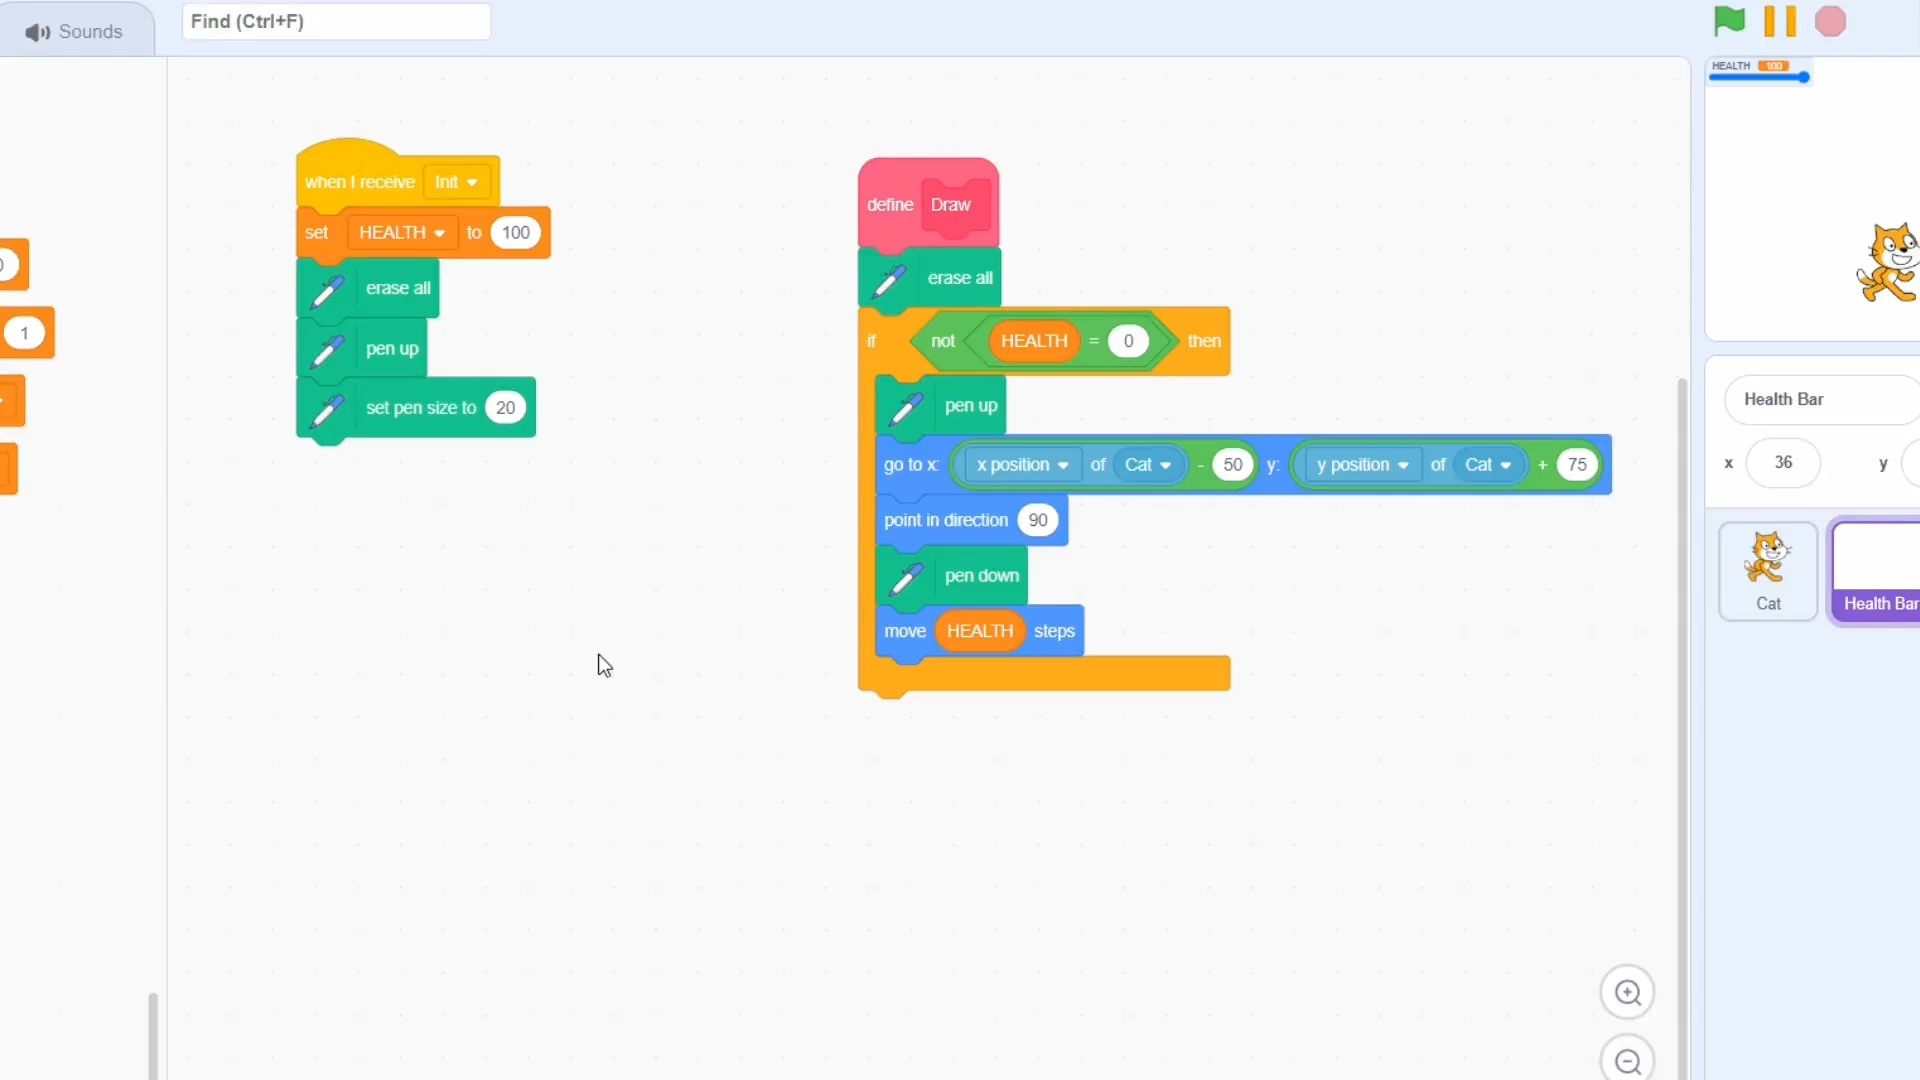 Sounds
Find (Ctrl+F)
HEALTH 100
when I receive Init
set HEALTH to 100
erase all
pen up
set pen size to 20
1
define Draw
erase all
if not HEALTH = 0 then
pen up
go to x: x position of Cat - 50 y: y position of Cat + 75
point in direction 90
pen down
move HEALTH steps
Health Bar
x 36 y
Cat
Health Bar